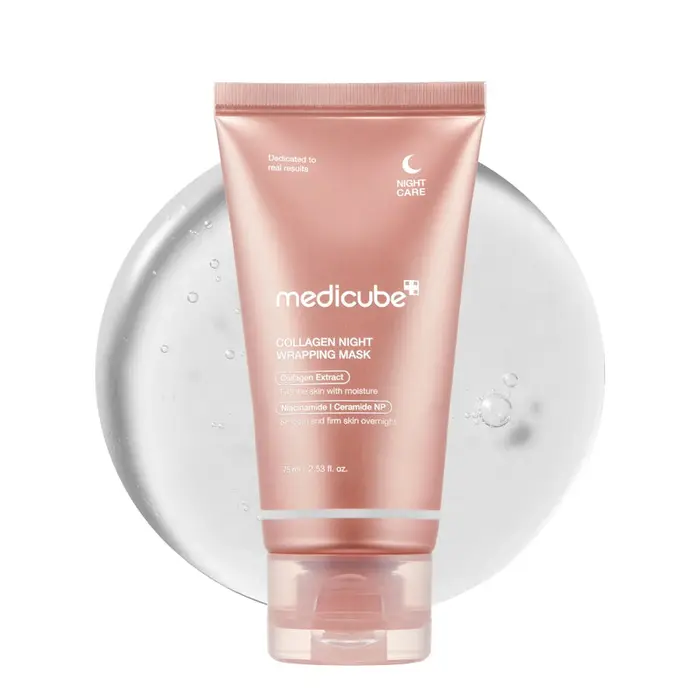 Dedicated to
real results
NIGHT
CARE
medicube
COLLAGEN NIGHT
WRAPPING MASK
Collagen Extract
the skin with moisture
Niacinamide | Ceramide NP
and firm skin overnight
75 2.53 fl. oz.